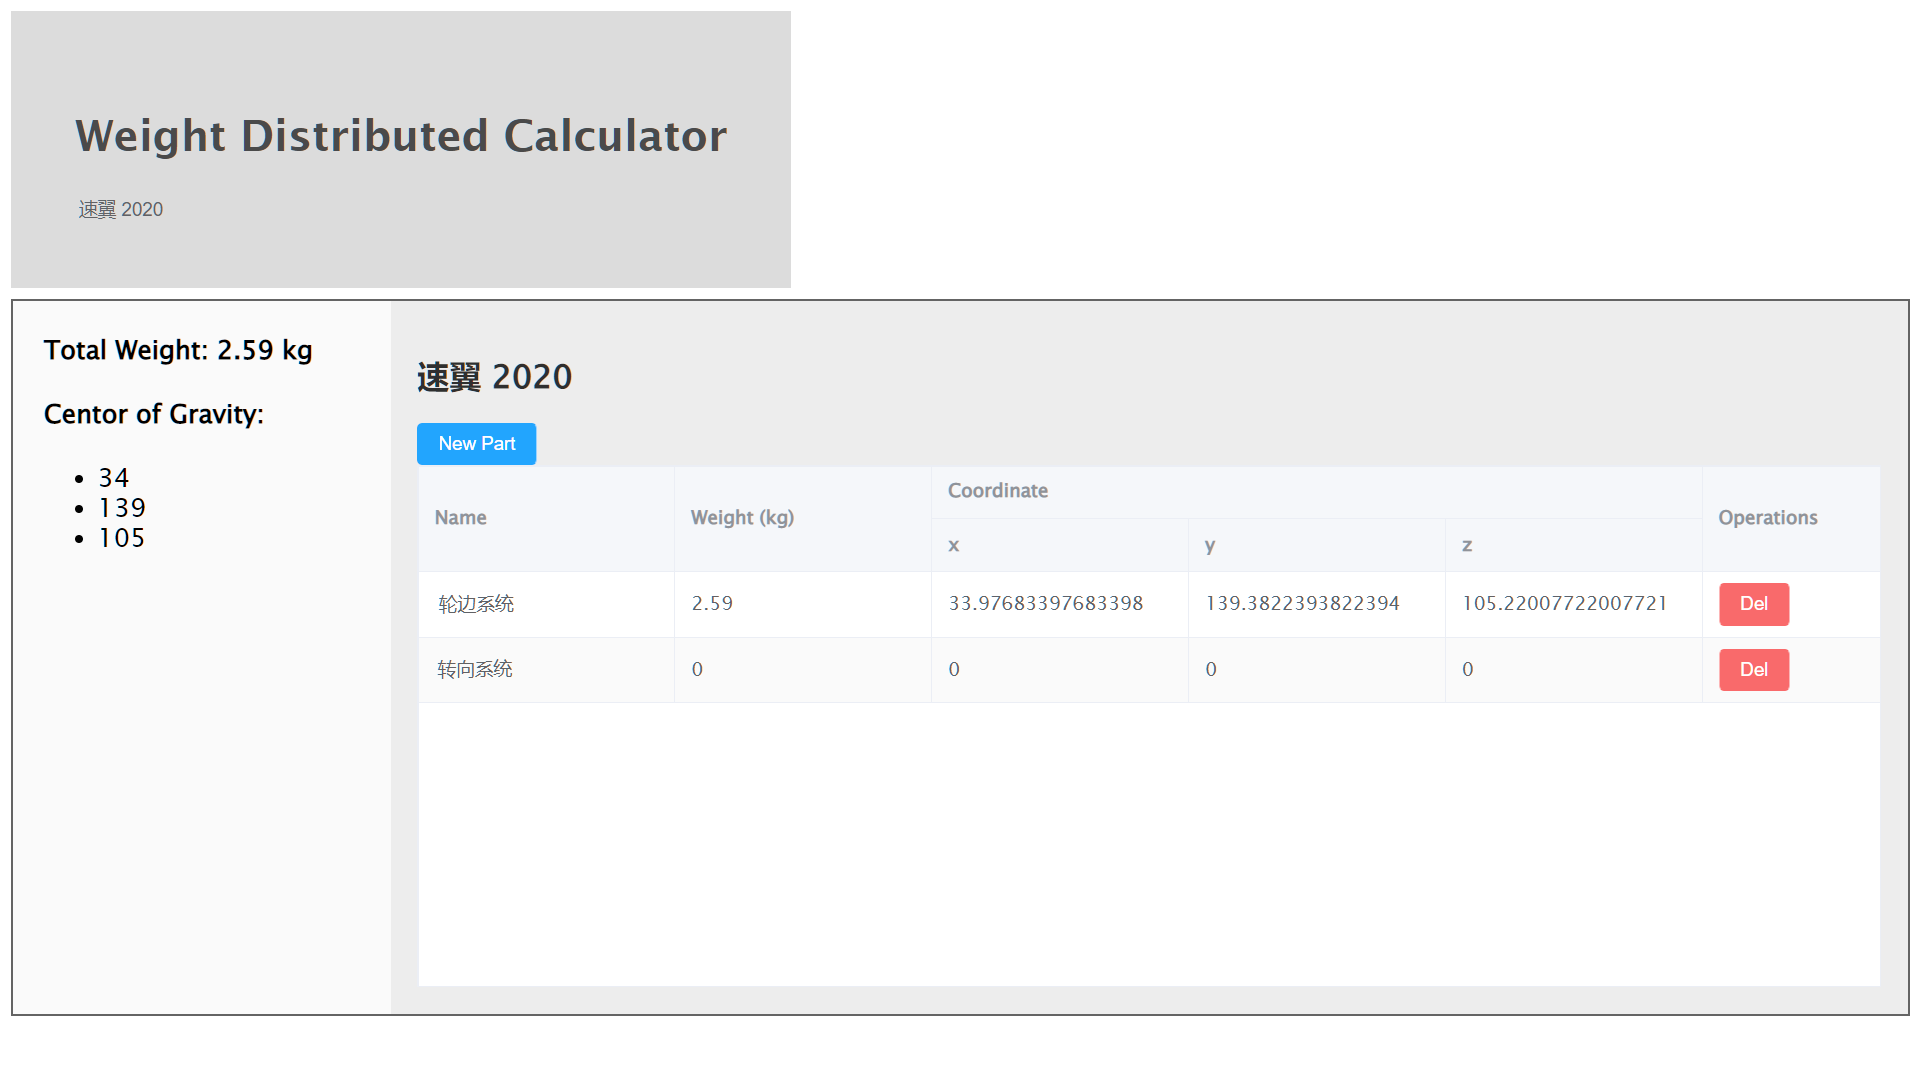 Weight Distributed Calculator
速翼 2020
Total Weight: 2.59 kg
Centor of Gravity:
34
139
105
速翼 2020
New Part
Name Weight (kg) Coordinate Operations
x y z
轮边系统 2.59 33.97683397683398 139.3822393822394 105.22007722007721 Del
转向系统 0 0 0 0 Del